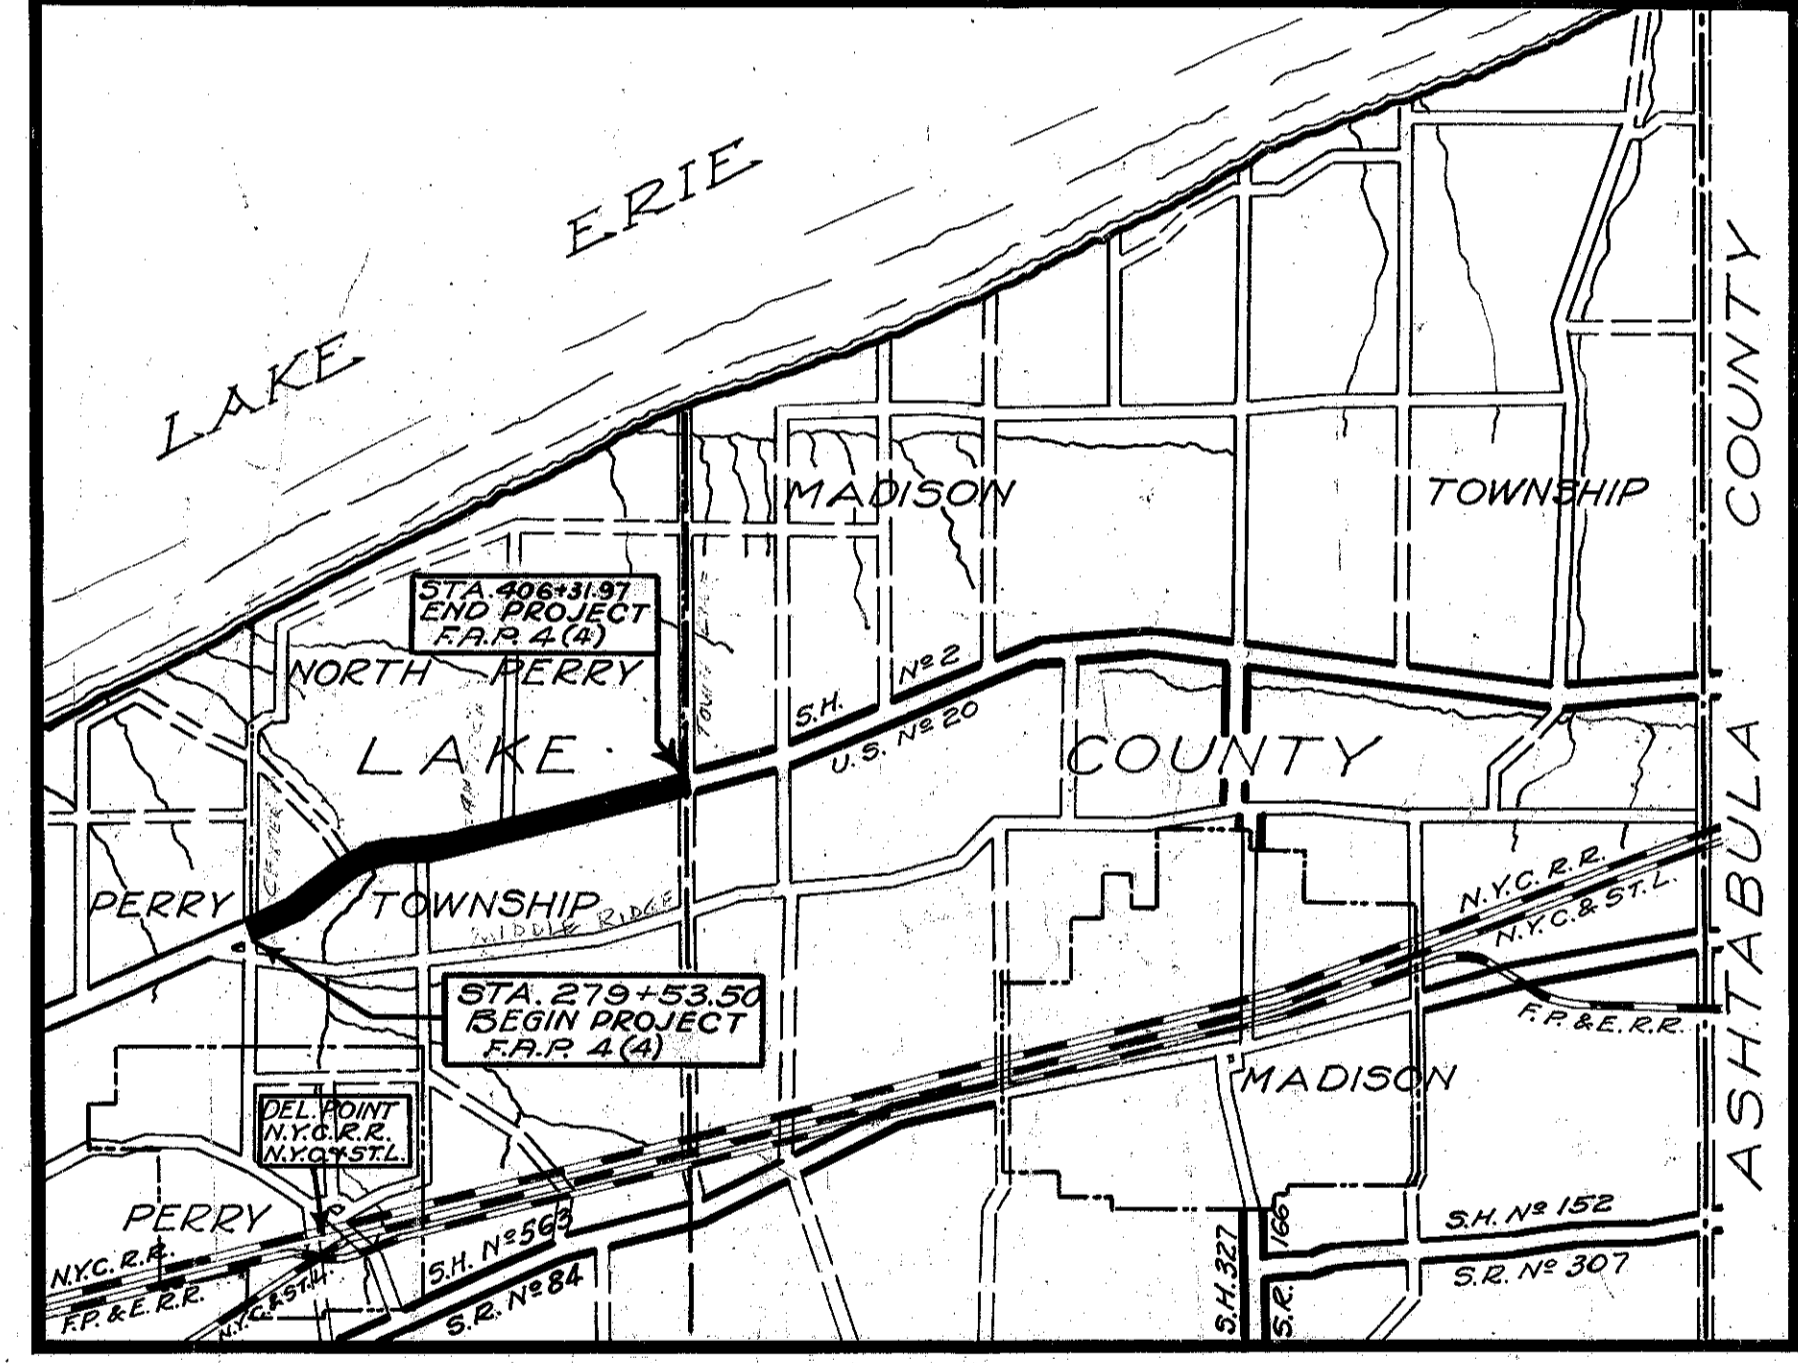 LAKE ERIE
COUNTY
MADISON TOWNSHIP
STA. 406+31.97
END PROJECT
F.A.P. 4(4)
NORTH PERRY
S.H. Nº 2
U.S. Nº 20
LAKE COUNTY
CENTER
PERRY TOWNSHIP
MIDDLE RIDGE
N.Y.C. R.R.
N.Y.C. & ST. L.
STA. 279+53.50
BEGIN PROJECT
F.A.P. 4(4)
F.P. & E. R.R.
ASHTABULA
MADISON
DEL. POINT
N.Y.C. R.R.
N.Y.C. & ST. L.
PERRY
N.Y.C. R.R.
F.P. & E. R.R.
N.Y.C. & ST. L.
S.H. Nº 563
S.R. Nº 84
S.H. 327
S.R. 166
S.H. Nº 152
S.R. Nº 307